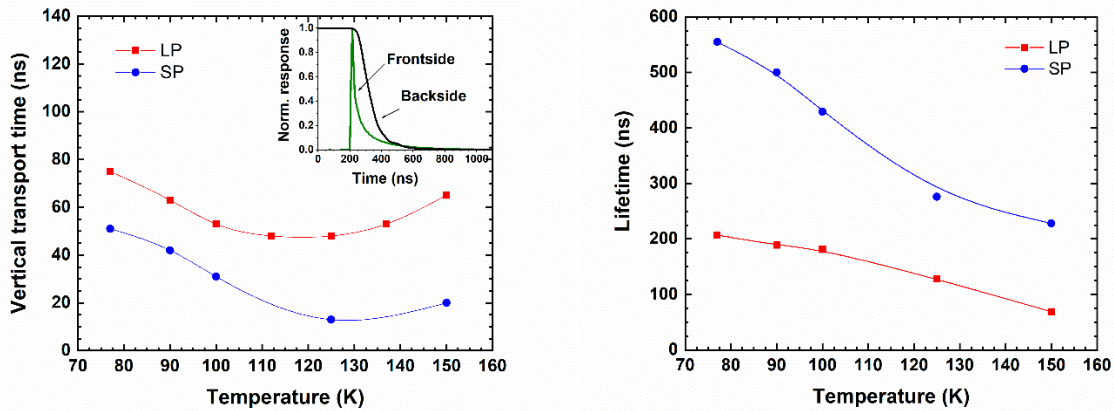 Vertical transport time (ns)
140
120
100
80
60
40
20
0
LP
SP
Norm. response
1.0
0.8
0.6
0.4
0.2
0.0
Frontside
Backside
0 200 400 600 800 1000
Time (ns)
70 80 90 100 110 120 130 140 150 160
Temperature (K)
Lifetime (ns)
600
500
400
300
200
100
0
LP
SP
70 80 90 100 110 120 130 140 150 160
Temperature (K)